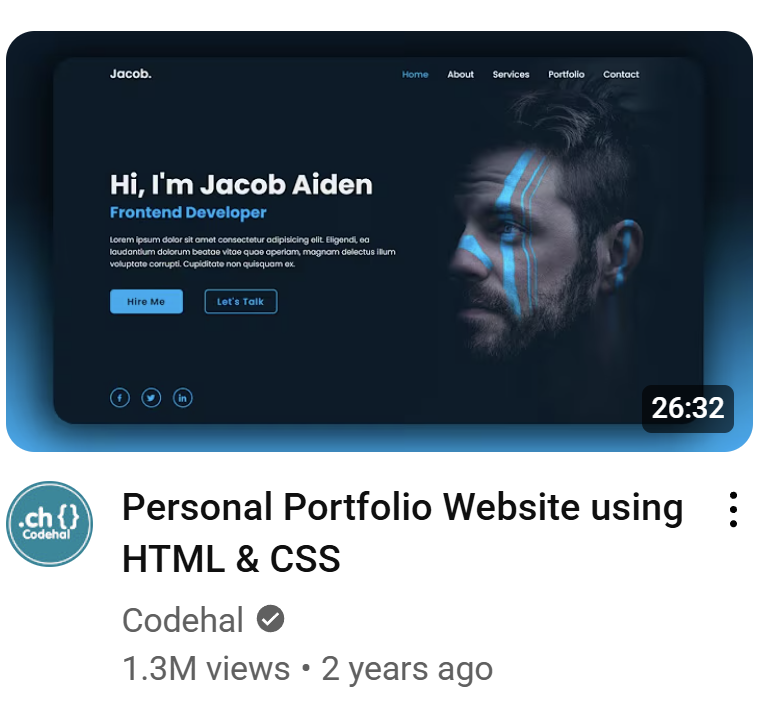 Jacob.
Home About Services Portfolio Contact
Hi, I'm Jacob Aiden
Frontend Developer
Lorem ipsum dolor sit amet consectetur adipisicing elit. Eligendi, ea
laudantium dolorum beatae vitae quae aperiam, magnam delectus illum
voluptate corrupti. Cupiditate non quisquam ex.
Hire Me Let's Talk
26:32
.ch {}
Codehal
Personal Portfolio Website using
HTML & CSS
Codehal
1.3M views • 2 years ago